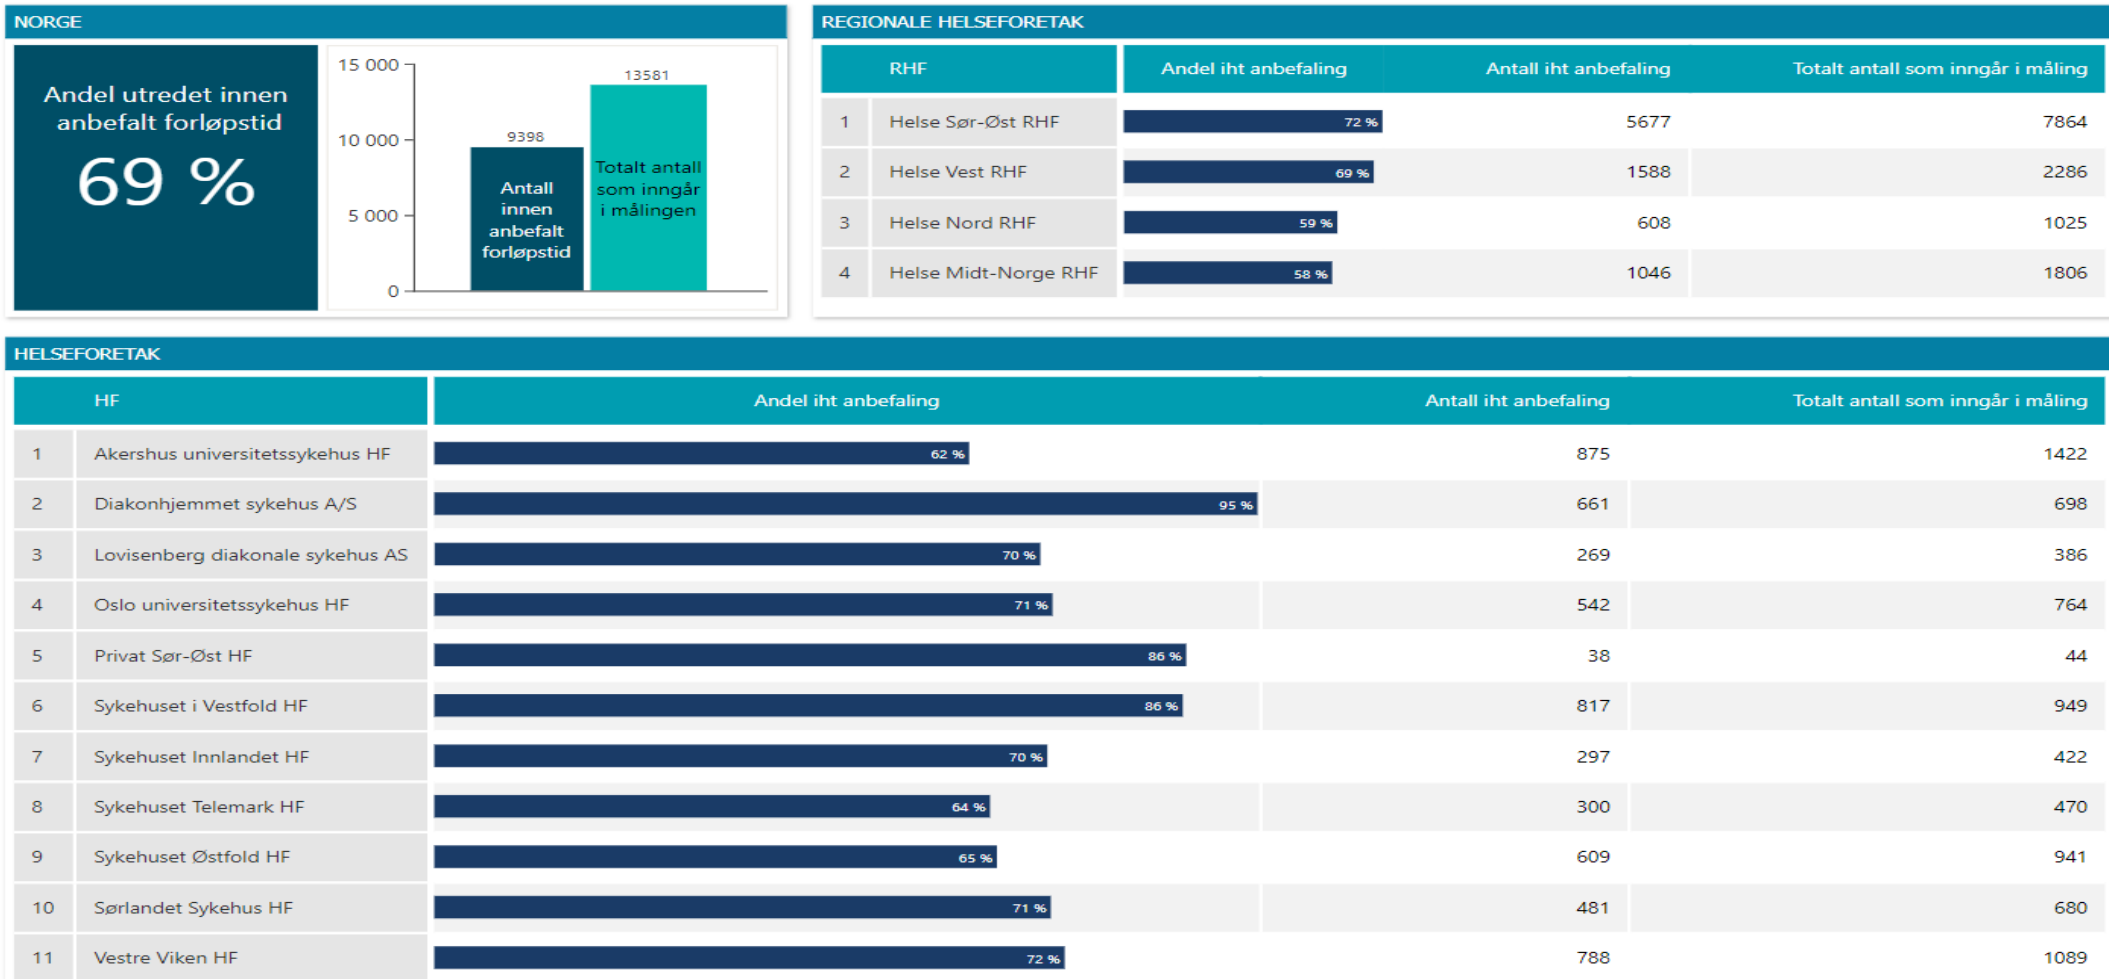 NORGE
Andel utredet innen
anbefalt forløpstid
69 %
15 000
10 000
5 000
0
9398
Antall
innen
anbefalt
forløpstid
13581
Totalt antall
som inngår
i målingen
REGIONALE HELSEFORETAK
RHF Andel iht anbefaling Antall iht anbefaling Totalt antall som inngår i måling
1 Helse Sør-Øst RHF 72 % 5677 7864
2 Helse Vest RHF 69 % 1588 2286
3 Helse Nord RHF 59 % 608 1025
4 Helse Midt-Norge RHF 58 % 1046 1806
HELSEFORETAK
HF Andel iht anbefaling Antall iht anbefaling Totalt antall som inngår i måling
1 Akershus universitetssykehus HF 62 % 875 1422
2 Diakonhjemmet sykehus A/S 95 % 661 698
3 Lovisenberg diakonale sykehus AS 70 % 269 386
4 Oslo universitetssykehus HF 71 % 542 764
5 Privat Sør-Øst HF 86 % 38 44
6 Sykehuset i Vestfold HF 86 % 817 949
7 Sykehuset Innlandet HF 70 % 297 422
8 Sykehuset Telemark HF 64 % 300 470
9 Sykehuset Østfold HF 65 % 609 941
10 Sørlandet Sykehus HF 71 % 481 680
11 Vestre Viken HF 72 % 788 1089